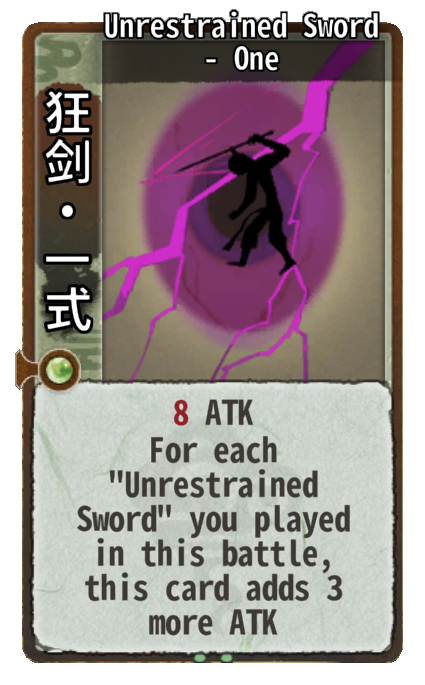 Unrestrained Sword
- One
狂剑·一式
8 ATK
For each
"Unrestrained
Sword" you played
in this battle,
this card adds 3
more ATK